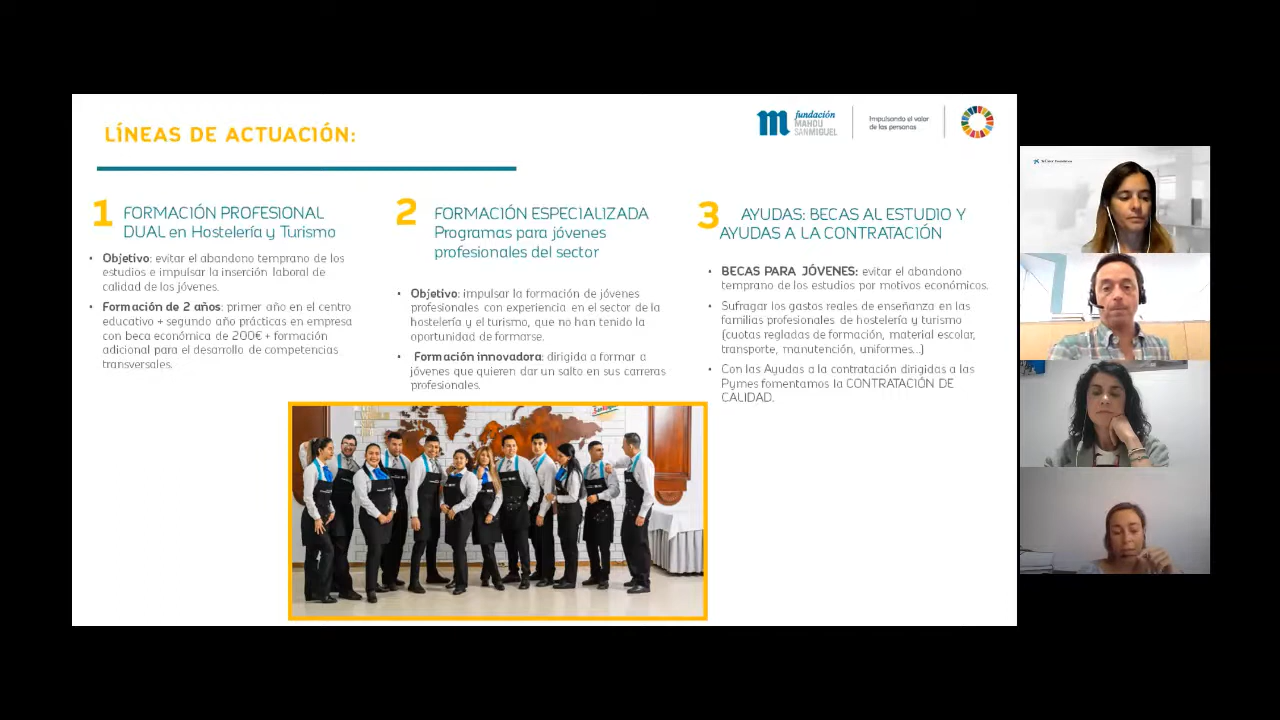 LÍNEAS DE ACTUACIÓN:
fundación
MAHOU
SANMIGUEL
Impulsando el valor
de las personas
1
FORMACIÓN PROFESIONAL
DUAL en Hostelería y Turismo
• Objetivo: evitar el abandono temprano de los
estudios e impulsar la inserción laboral de
calidad de los jóvenes.
• Formación de 2 años: primer año en el centro
educativo + segundo año prácticas en empresa
con beca económica de 200€ + formación
adicional para el desarrollo de competencias
transversales.
2
FORMACIÓN ESPECIALIZADA
Programas para jóvenes
profesionales del sector
• Objetivo: impulsar la formación de jóvenes
profesionales con experiencia en el sector de la
hostelería y el turismo, que no han tenido la
oportunidad de formarse.
• Formación innovadora: dirigida a formar a
jóvenes que quieren dar un salto en sus carreras
profesionales.
3
AYUDAS: BECAS AL ESTUDIO Y
AYUDAS A LA CONTRATACIÓN
• BECAS PARA JÓVENES: evitar el abandono
temprano de los estudios por motivos económicos.
• Sufragar los gastos reales de enseñanza en las
familias profesionales de hostelería y turismo
(cuotas regladas de formación, material escolar,
transporte, manutención, uniformes...)
• Con las Ayudas a la contratación dirigidas a las
Pymes fomentamos la CONTRATACIÓN DE
CALIDAD.